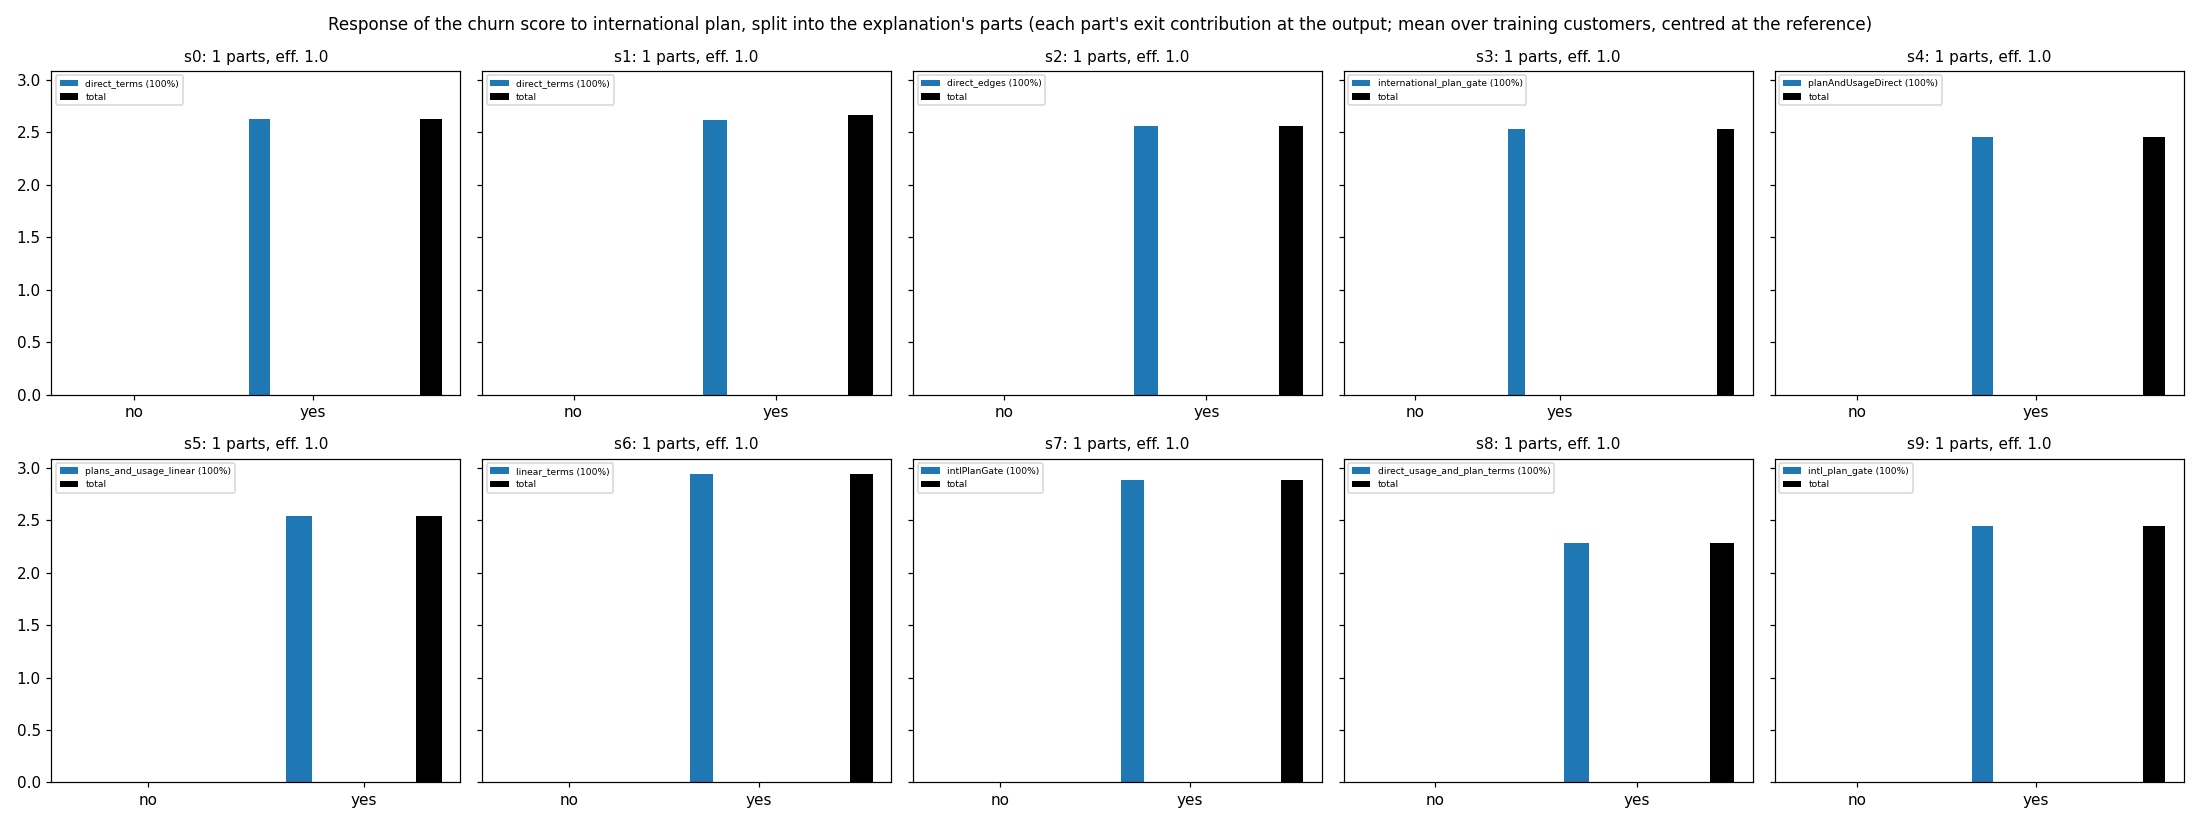 Response of the churn score to international plan, split into the explanation's parts (each part's exit contribution at the output; mean over training customers, centred at the reference)
s0: 1 parts, eff. 1.0
s1: 1 parts, eff. 1.0
s2: 1 parts, eff. 1.0
s3: 1 parts, eff. 1.0
s4: 1 parts, eff. 1.0
direct_terms (100%)
total
direct_terms (100%)
total
direct_edges (100%)
total
international_plan_gate (100%)
total
planAndUsageDirect (100%)
total
3.0
2.5
2.0
1.5
1.0
0.5
0.0
no yes
no yes
no yes
no yes
no yes
s5: 1 parts, eff. 1.0
s6: 1 parts, eff. 1.0
s7: 1 parts, eff. 1.0
s8: 1 parts, eff. 1.0
s9: 1 parts, eff. 1.0
plans_and_usage_linear (100%)
total
linear_terms (100%)
total
intlPlanGate (100%)
total
direct_usage_and_plan_terms (100%)
total
intl_plan_gate (100%)
total
3.0
2.5
2.0
1.5
1.0
0.5
0.0
no yes
no yes
no yes
no yes
no yes